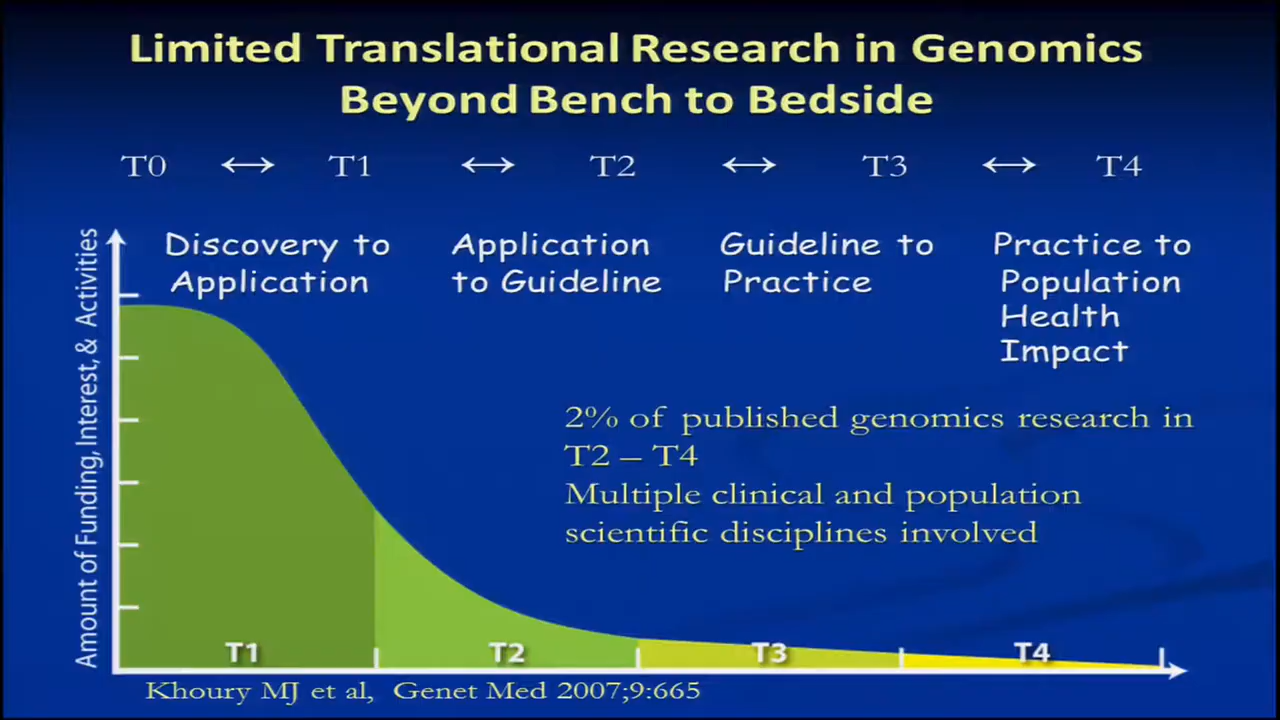 Limited Translational Research in Genomics
Beyond Bench to Bedside
T0 ↔ T1 ↔ T2 ↔ T3 ↔ T4
Discovery to
Application
Application
to Guideline
Guideline to
Practice
Practice to
Population
Health
Impact
Amount of Funding, Interest, & Activities
2% of published genomics research in
T2 – T4
Multiple clinical and population
scientific disciplines involved
T1 T2 T3 T4
Khoury MJ et al, Genet Med 2007;9:665